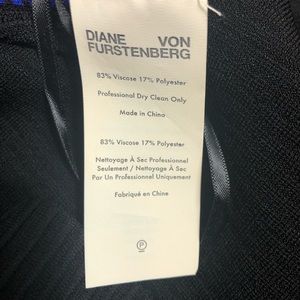 DIANE VON
FURSTENBERG
83% Viscose 17% Polyester
Professional Dry Clean Only
Made in China
83% Viscose 17% Polyester
Nettoyage À Sec Professionnel
Seulement / Nettoyage À Sec
Par Un Professionnel Uniquement
Fabriqué en Chine
P